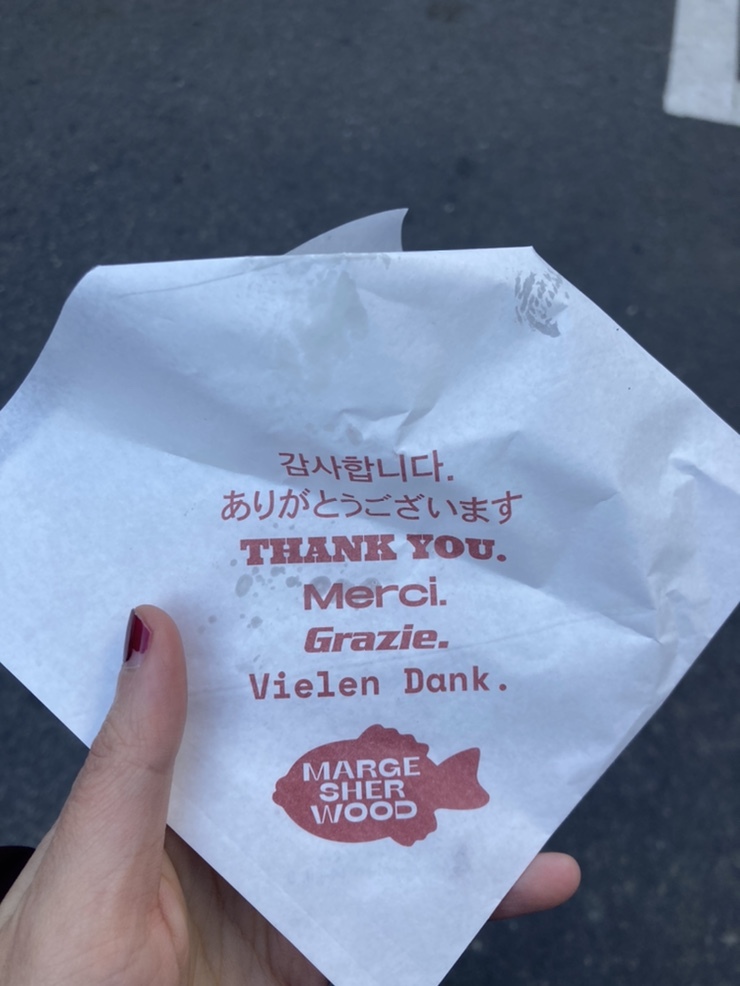 감사합니다.
ありがとうございます
THANK YOU.
Merci.
Grazie.
Vielen Dank.
MARGE
SHER
WOOD